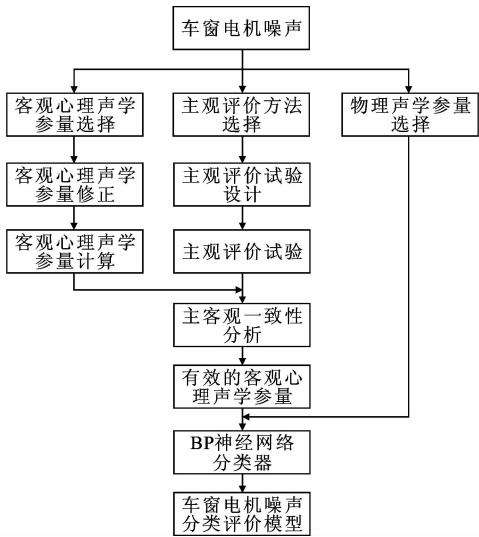 车窗电机噪声
客观心理声学
参量选择
主观评价方法
选择
物理声学参量
选择
客观心理声学
参量修正
主观评价试验
设计
客观心理声学
参量计算
主观评价试验
主客观一致性
分析
有效的客观心
理声学参量
BP神经网络
分类器
车窗电机噪声
分类评价模型